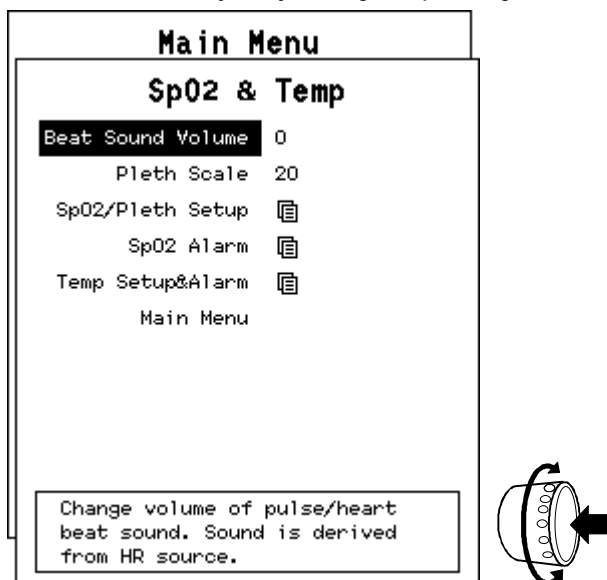 Main Menu
SpO2 & Temp
Beat Sound Volume 0
Pleth Scale 20
SpO2/Pleth Setup
SpO2 Alarm
Temp Setup&Alarm
Main Menu
Change volume of pulse/heart
beat sound. Sound is derived
from HR source.